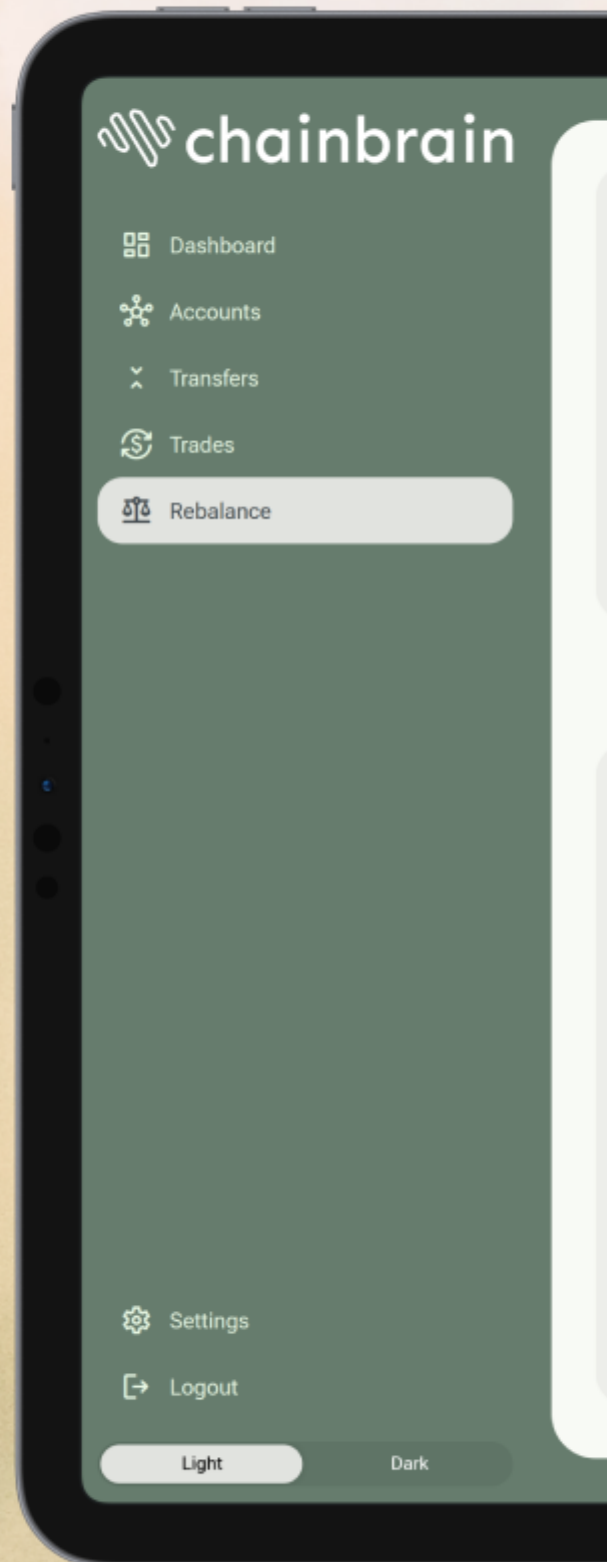 chainbrain
Dashboard
Accounts
Transfers
Trades
Rebalance
Settings
Logout
Light
Dark